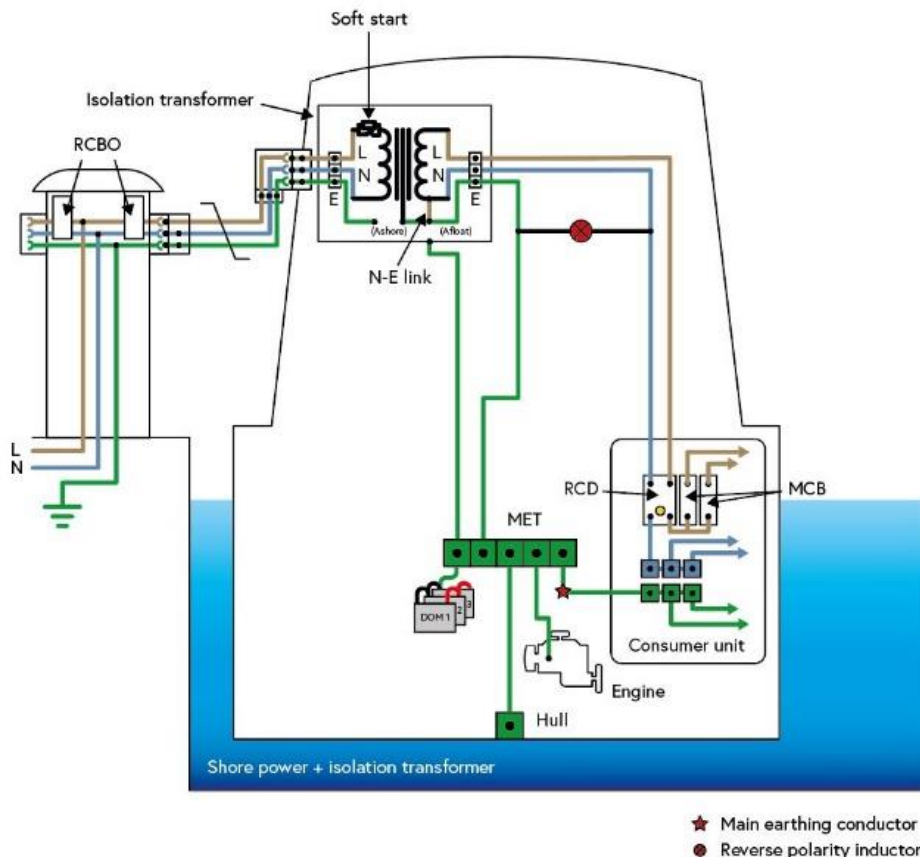 Soft start
Isolation transformer
RCBO
L
N
E
L
N
E
(Ashore)
(Afloat)
N-E link
L
N
RCD
MCB
MET
DOM 1
2
3
Consumer unit
Engine
Hull
Shore power + isolation transformer
Main earthing conductor
Reverse polarity inductor